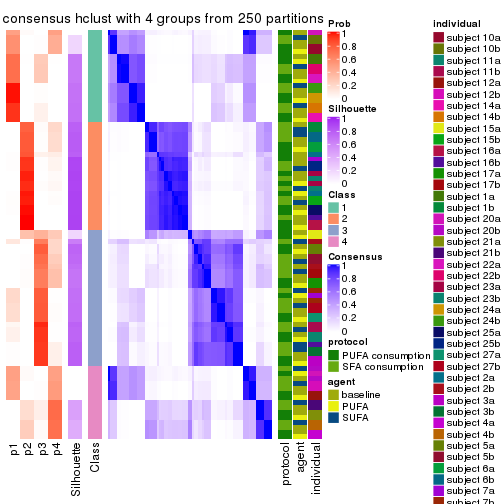 consensus hclust with 4 groups from 250 partitions
Prob
1
0.8
0.6
0.4
0.2
0
Silhouette
1
0.8
0.6
0.4
0.2
0
Class
1
2
3
4
Consensus
1
0.8
0.6
0.4
0.2
0
protocol
PUFA consumption
SFA consumption
agent
baseline
PUFA
SUFA
individual
subject 10a
subject 10b
subject 11a
subject 11b
subject 12a
subject 12b
subject 14a
subject 14b
subject 15a
subject 15b
subject 16a
subject 16b
subject 17a
subject 17b
subject 1a
subject 1b
subject 20a
subject 20b
subject 21a
subject 21b
subject 22a
subject 22b
subject 23a
subject 23b
subject 24a
subject 24b
subject 25a
subject 25b
subject 27a
subject 27b
subject 2a
subject 2b
subject 3a
subject 3b
subject 4a
subject 4b
subject 5a
subject 5b
subject 6a
subject 6b
subject 7a
subject 7b
p1
p2
p3
p4
Silhouette
Class
protocol
agent
individual